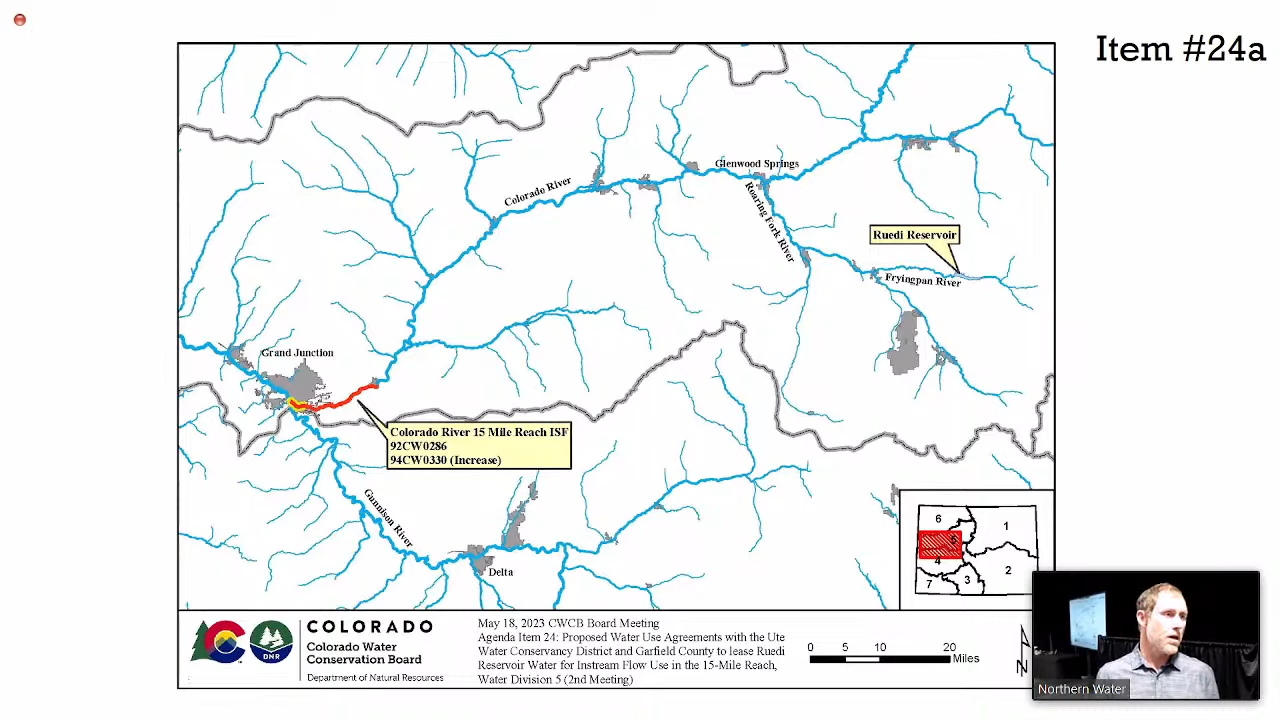 Item #24a
Glenwood Springs
Colorado River
Roaring Fork River
Ruedi Reservoir
Fryingpan River
Grand Junction
Colorado River 15 Mile Reach ISF
92CW0286
94CW0330 (Increase)
Gunnison River
Delta
6
1
5
4
2
3
7
COLORADO
Colorado Water
Conservation Board
Department of Natural Resources
DNR
May 18, 2023 CWCB Board Meeting
Agenda Item 24: Proposed Water Use Agreements with the Ute
Water Conservancy District and Garfield County to lease Ruedi
Reservoir Water for Instream Flow Use in the 15-Mile Reach,
Water Division 5 (2nd Meeting)
0 5 10 20
Miles
N
Northern Water